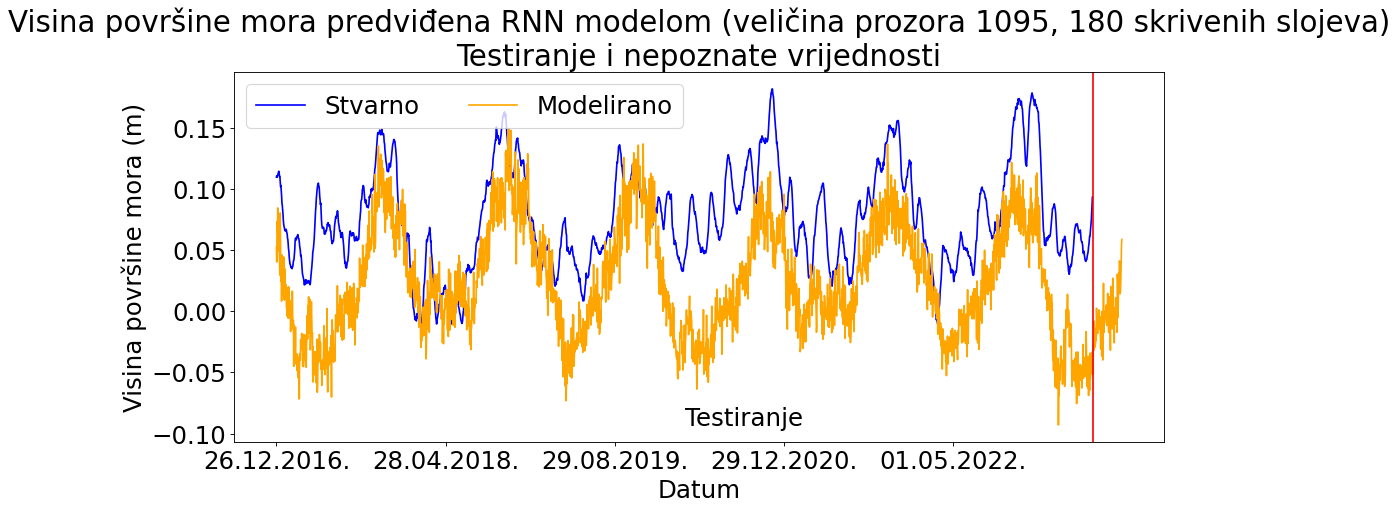 Visina površine mora predviđena RNN modelom (veličina prozora 1095, 180 skrivenih slojeva)
Testiranje i nepoznate vrijednosti
Stvarno Modelirano
Visina površine mora (m)
0.15
0.10
0.05
0.00
−0.05
−0.10
Testiranje
26.12.2016. 28.04.2018. 29.08.2019. 29.12.2020. 01.05.2022.
Datum